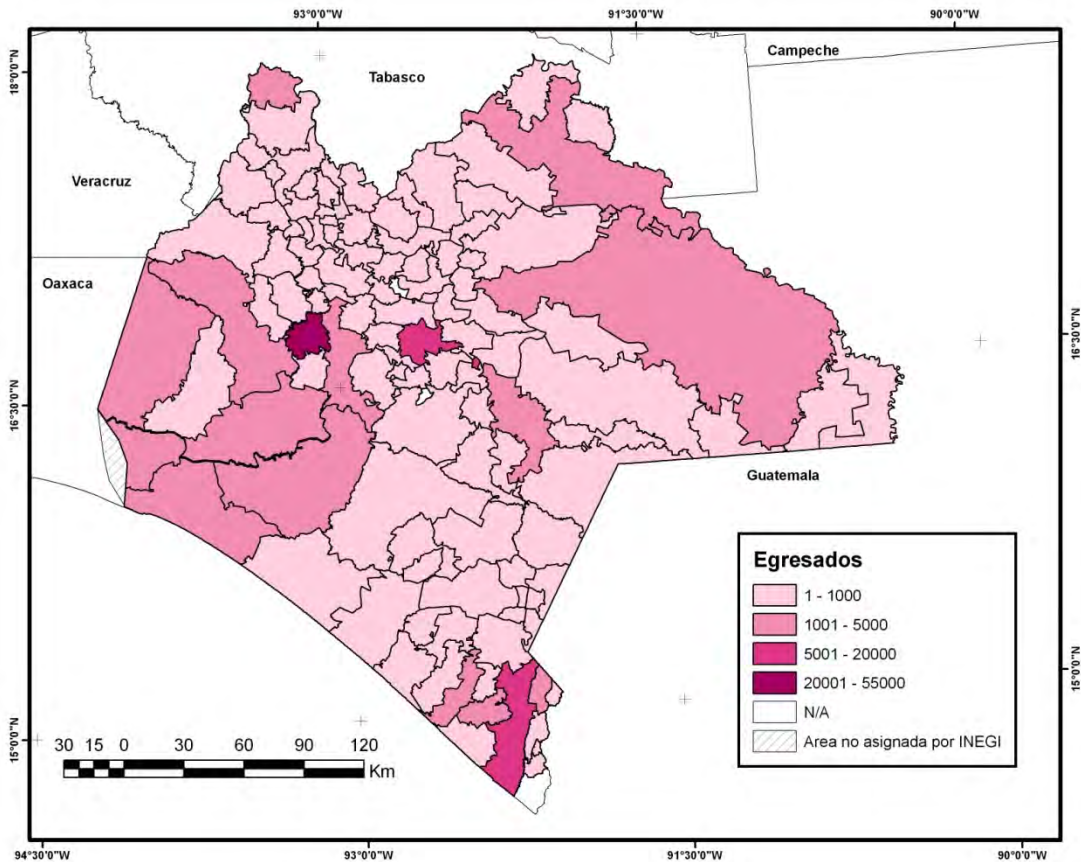 93°0'0"W 91°30'0"W 90°0'0"W
Campeche
18°0'0"N
Tabasco
Veracruz
Oaxaca
16°30'0"N
16°30'0"N
Guatemala
Egresados
1 - 1000
1001 - 5000
5001 - 20000
20001 - 55000
N/A
Area no asignada por INEGI
15°0'0"N
15°0'0"N
30 15 0 30 60 90 120
Km
94°30'0"W 93°0'0"W 91°30'0"W 90°0'0"W